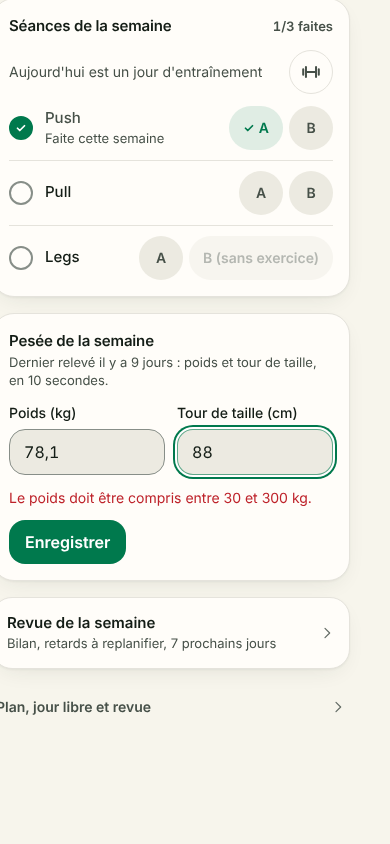 Séances de la semaine
1/3 faites
Aujourd'hui est un jour d'entraînement
Push
Faite cette semaine
A
B
Pull
A
B
Legs
A
B (sans exercice)
Pesée de la semaine
Dernier relevé il y a 9 jours : poids et tour de taille,
en 10 secondes.
Poids (kg)
Tour de taille (cm)
78,1
88
Le poids doit être compris entre 30 et 300 kg.
Enregistrer
Revue de la semaine
Bilan, retards à replanifier, 7 prochains jours
Plan, jour libre et revue